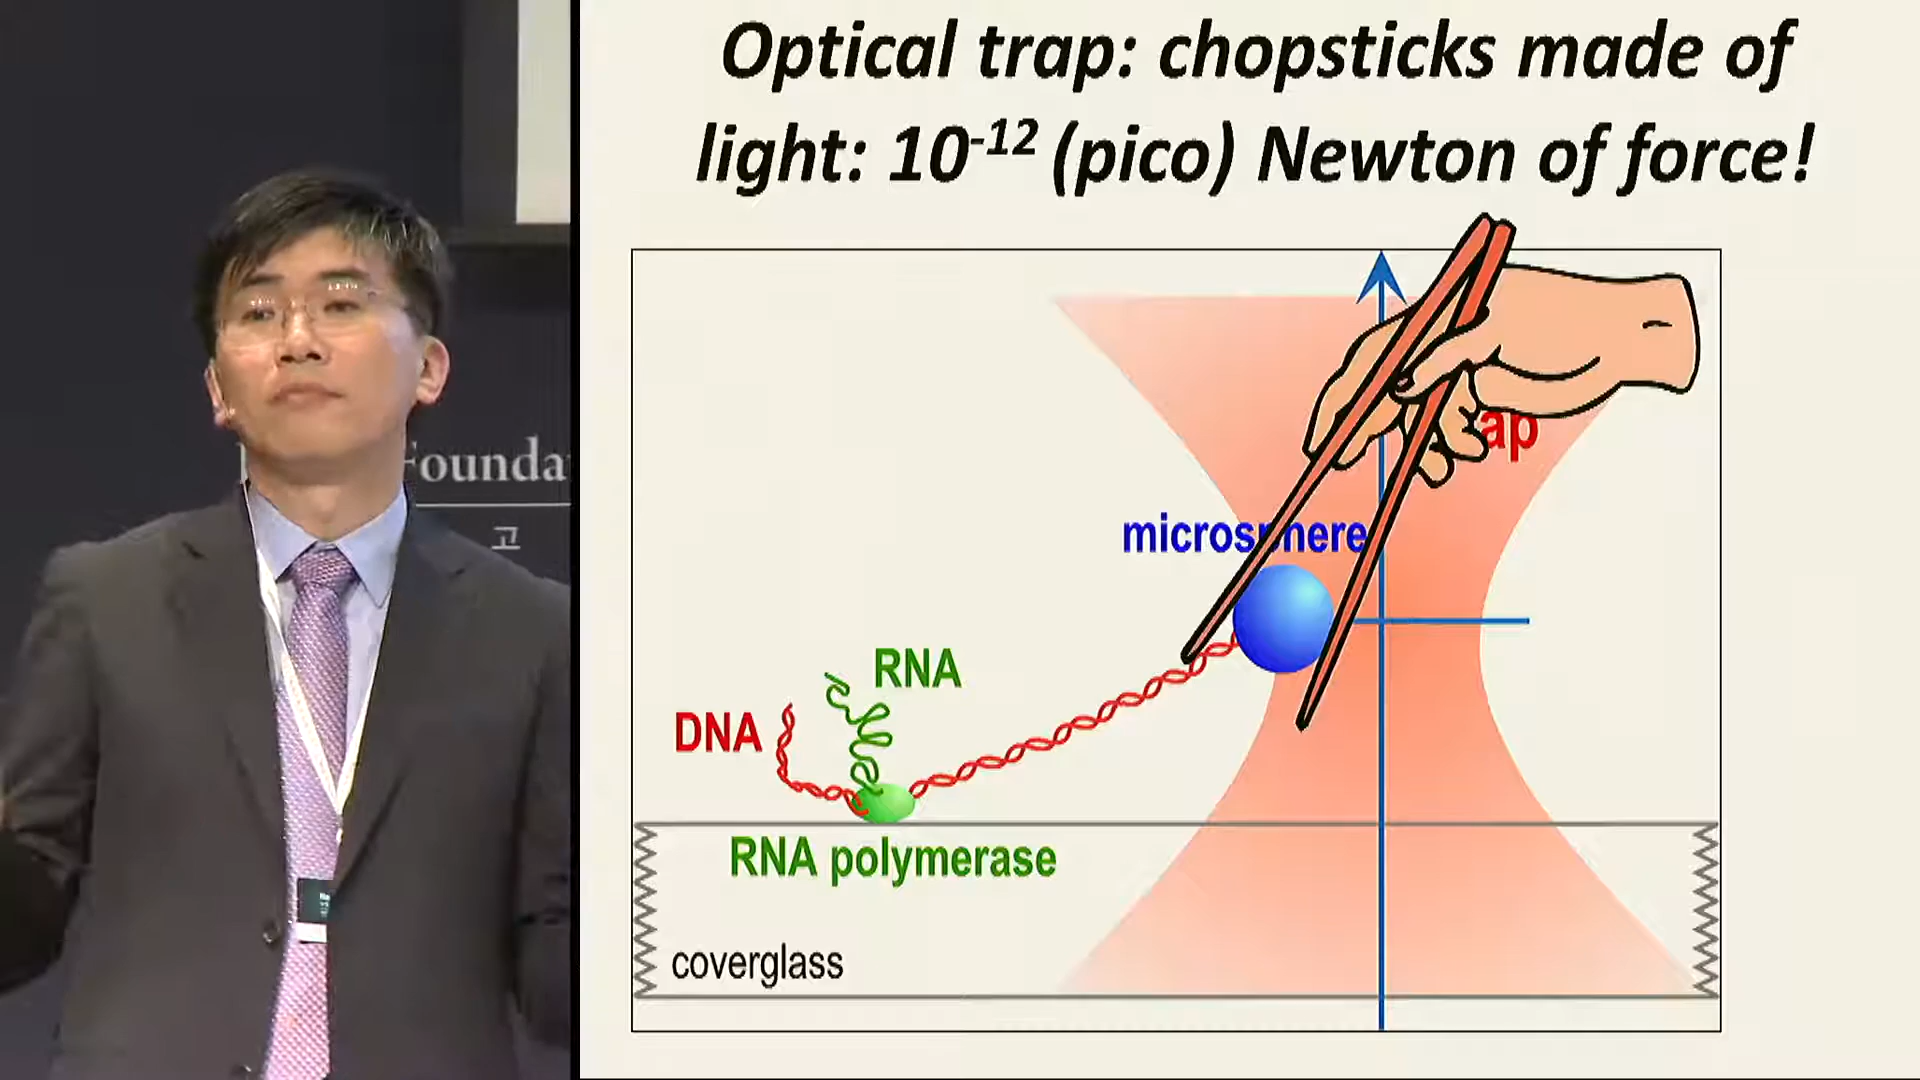 Optical trap: chopsticks made of
light: 10⁻¹² (pico) Newton of force!
ap
microsphere
RNA
DNA
RNA polymerase
coverglass
Founda
고